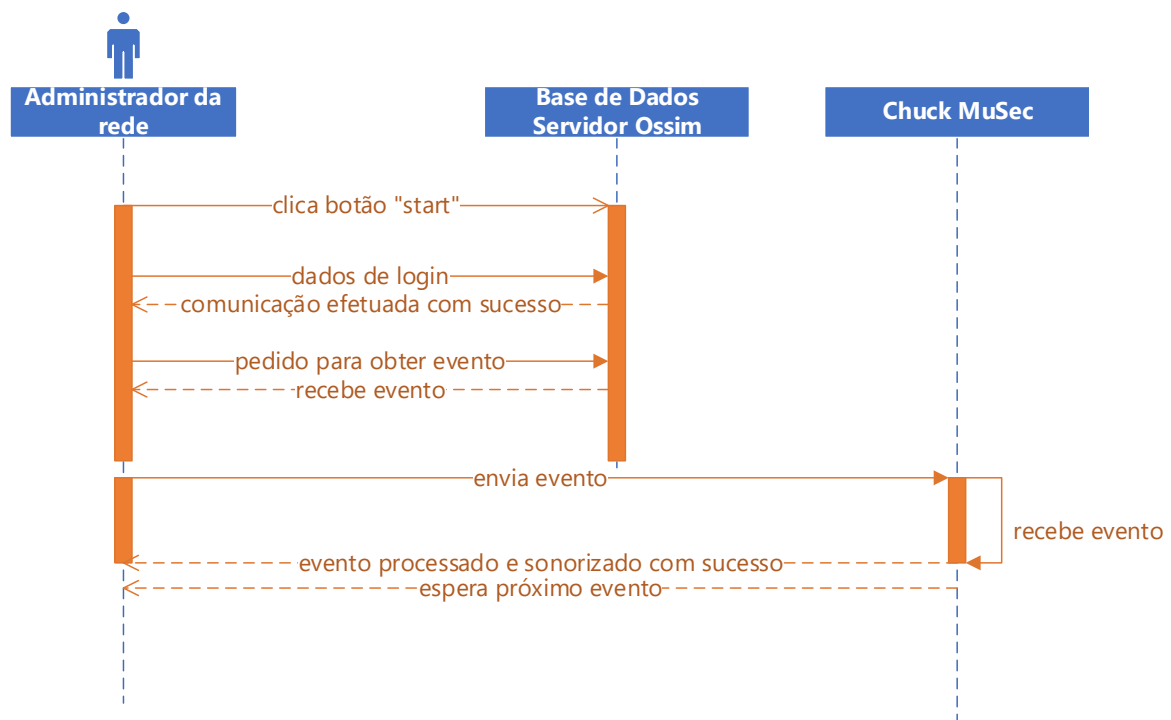 Administrador da
rede
Base de Dados
Servidor Ossim
Chuck MuSec
clica botão "start"
dados de login
comunicação efetuada com sucesso
pedido para obter evento
recebe evento
envia evento
recebe evento
evento processado e sonorizado com sucesso
espera próximo evento